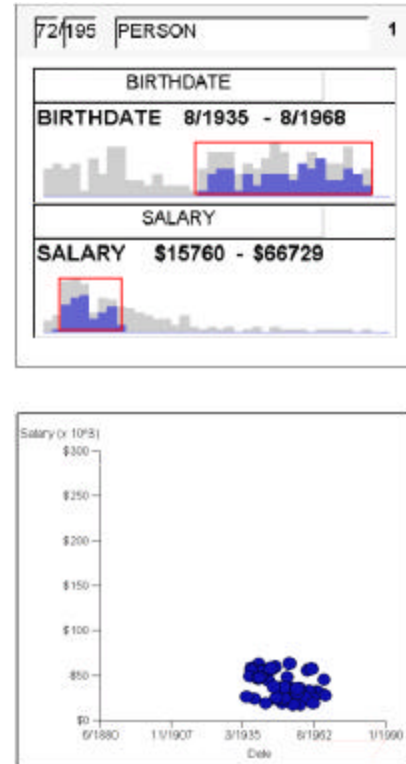 72/195 PERSON 1
BIRTHDATE
BIRTHDATE 8/1935 - 8/1968
SALARY
SALARY $15760 - $66729
Salary (x 10^3)
$300
$250
$200
$150
$100
$50
$0
6/1880 11/1907 3/1935 8/1962 1/1990
Date